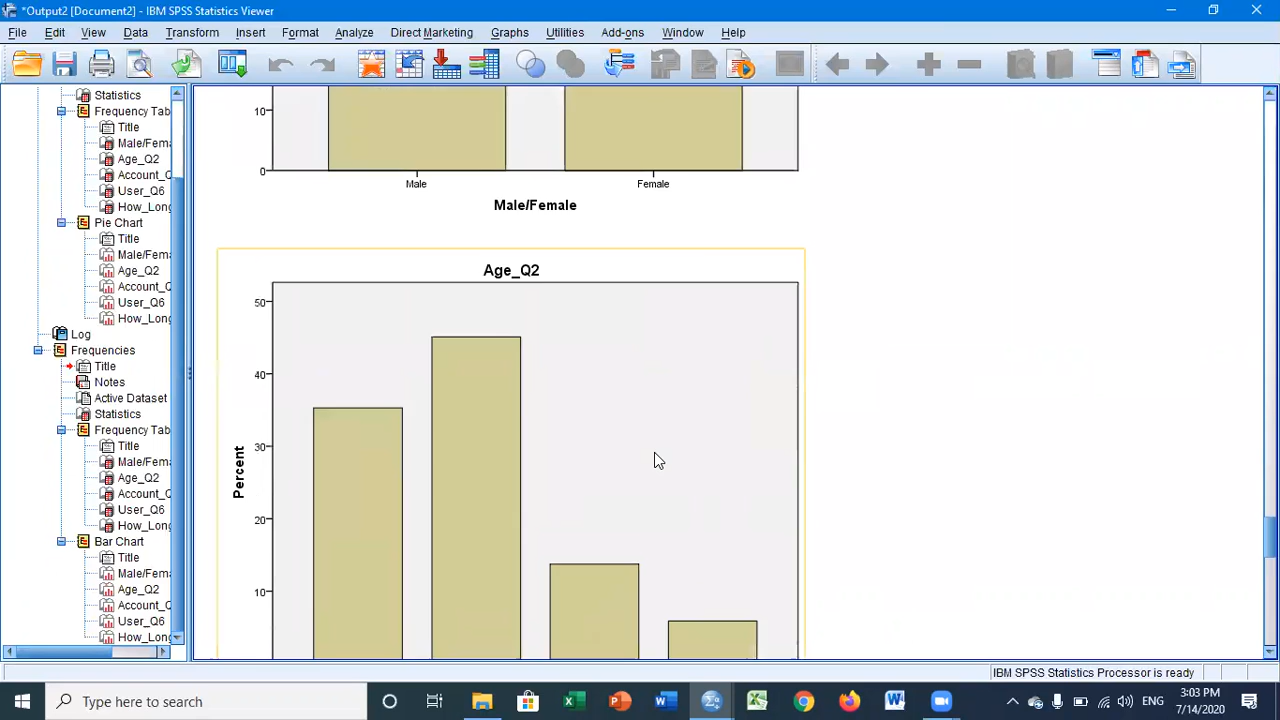 *Output2 [Document2] - IBM SPSS Statistics Viewer
File Edit View Data Transform Insert Format Analyze Direct Marketing Graphs Utilities Add-ons Window Help
Statistics
Frequency Tab
Title
Male/Fema
Age_Q2
Account_C
User_Q6
How_Long
Pie Chart
Title
Male/Fema
Age_Q2
Account_C
User_Q6
How_Long
Log
Frequencies
Title
Notes
Active Dataset
Statistics
Frequency Tab
Title
Male/Fema
Age_Q2
Account_C
User_Q6
How_Long
Bar Chart
Title
Male/Fema
Age_Q2
Account_C
User_Q6
How_Long
10
0
Male Female
Male/Female
Age_Q2
50
40
30
20
10
Percent
IBM SPSS Statistics Processor is ready
Type here to search
ENG
3:03 PM
7/14/2020